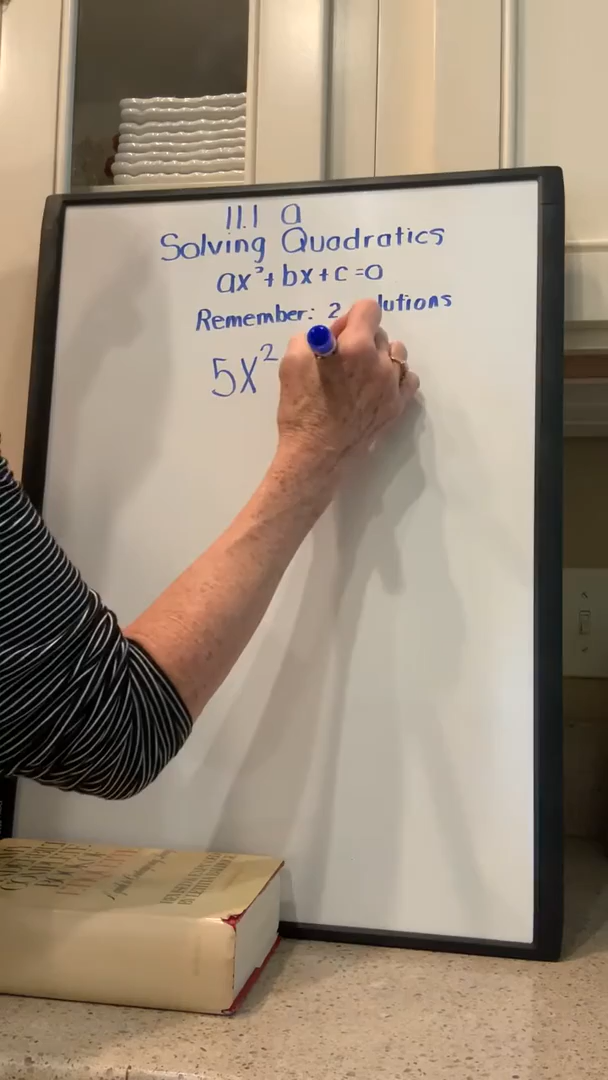 11.1 a
Solving Quadratics
ax²+bx+c=0
Remember: 2 lutions
5x²